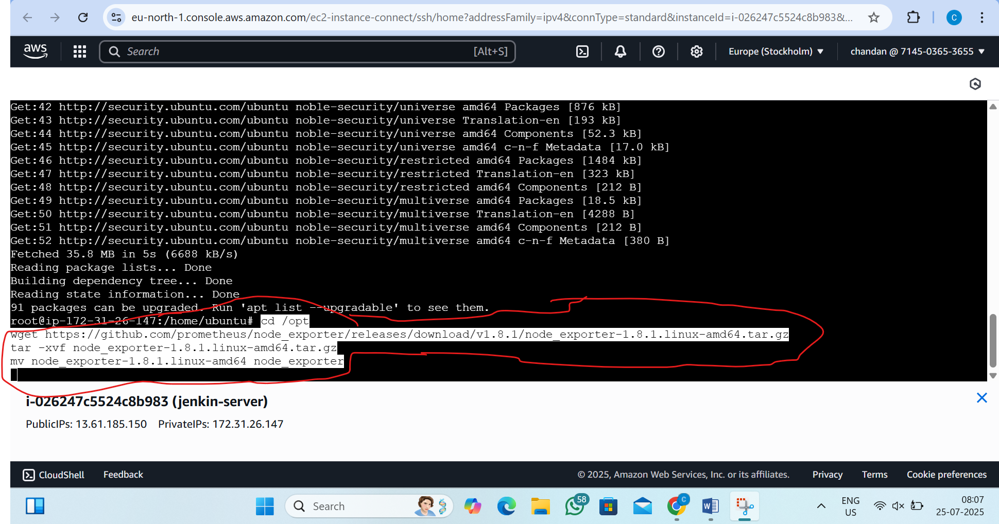 eu-north-1.console.aws.amazon.com/ec2-instance-connect/ssh/home?addressFamily=ipv4&connType=standard&instanceId=i-026247c5524c8b983&...
C
aws
Search
[Alt+S]
Europe (Stockholm)
chandan @ 7145-0365-3655
Get:42 http://security.ubuntu.com/ubuntu noble-security/universe amd64 Packages [876 kB]
Get:43 http://security.ubuntu.com/ubuntu noble-security/universe Translation-en [193 kB]
Get:44 http://security.ubuntu.com/ubuntu noble-security/universe amd64 Components [52.3 kB]
Get:45 http://security.ubuntu.com/ubuntu noble-security/universe amd64 c-n-f Metadata [17.0 kB]
Get:46 http://security.ubuntu.com/ubuntu noble-security/restricted amd64 Packages [1484 kB]
Get:47 http://security.ubuntu.com/ubuntu noble-security/restricted Translation-en [323 kB]
Get:48 http://security.ubuntu.com/ubuntu noble-security/restricted amd64 Components [212 B]
Get:49 http://security.ubuntu.com/ubuntu noble-security/multiverse amd64 Packages [18.5 kB]
Get:50 http://security.ubuntu.com/ubuntu noble-security/multiverse Translation-en [4288 B]
Get:51 http://security.ubuntu.com/ubuntu noble-security/multiverse amd64 Components [212 B]
Get:52 http://security.ubuntu.com/ubuntu noble-security/multiverse amd64 c-n-f Metadata [380 B]
Fetched 35.8 MB in 5s (6688 kB/s)
Reading package lists... Done
Building dependency tree... Done
Reading state information... Done
91 packages can be upgraded. Run 'apt list --upgradable' to see them.
root@ip-172-31-26-147:/home/ubuntu# cd /opt
wget https://github.com/prometheus/node_exporter/releases/download/v1.8.1/node_exporter-1.8.1.linux-amd64.tar.gz
tar -xvf node_exporter-1.8.1.linux-amd64.tar.gz
mv node_exporter-1.8.1.linux-amd64 node_exporter
i-026247c5524c8b983 (jenkin-server)
PublicIPs: 13.61.185.150 PrivateIPs: 172.31.26.147
CloudShell Feedback
© 2025, Amazon Web Services, Inc. or its affiliates. Privacy Terms Cookie preferences
Search
58
C
W
ENG
US
08:07
25-07-2025